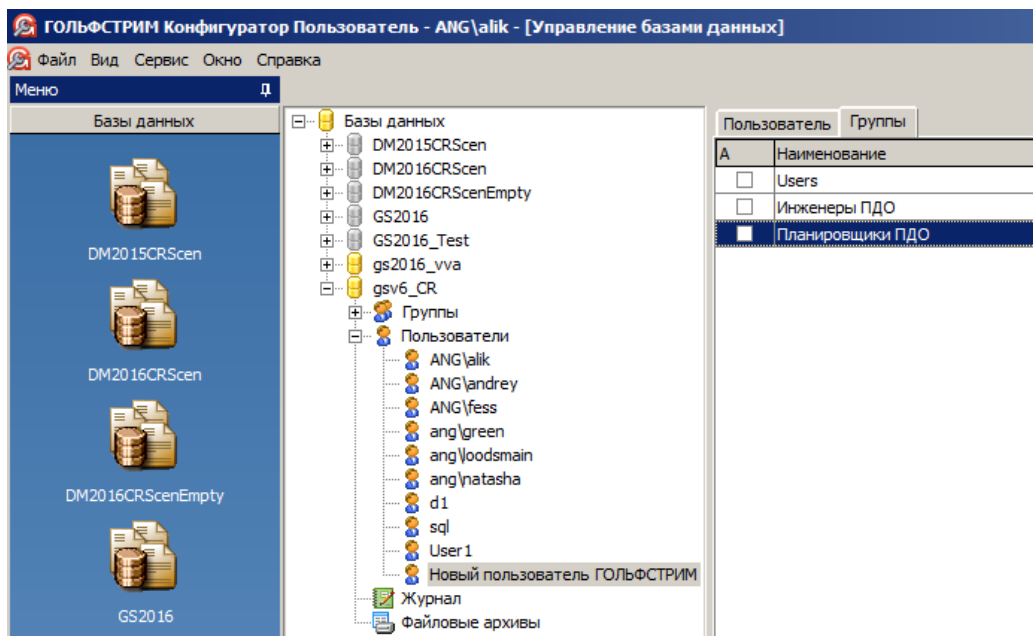 ГОЛЬФСТРИМ Конфигуратор Пользователь - ANG\alik - [Управление базами данных]
Файл Вид Сервис Окно Справка
Меню
Базы данных
DM2015CRScen
DM2016CRScen
DM2016CRScenEmpty
GS2016
Базы данных
DM2015CRScen
DM2016CRScen
DM2016CRScenEmpty
GS2016
GS2016_Test
gs2016_vva
gsv6_CR
Группы
Пользователи
ANG\alik
ANG\andrey
ANG\fess
ang\green
ang\loodsmain
ang\natasha
d1
sql
User1
Новый пользователь ГОЛЬФСТРИМ
Журнал
Файловые архивы
Пользователь Группы
А Наименование
Users
Инженеры ПДО
Планировщики ПДО